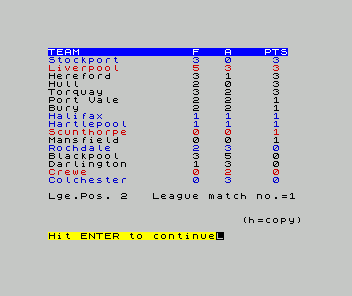 TEAM F A PTS
Stockport 3 0 3
Liverpool 5 3 3
Hereford 3 1 3
Hull 2 0 3
Torquay 3 2 3
Port Vale 2 2 1
Bury 2 2 1
Halifax 1 1 1
Hartlepool 1 1 1
Scunthorpe 0 0 1
Mansfield 0 0 1
Rochdale 2 3 0
Blackpool 3 5 0
Darlington 1 3 0
Crewe 0 2 0
Colchester 0 3 0
Lge.Pos. 2 League match no.=1
(h=copy)
Hit ENTER to continue L